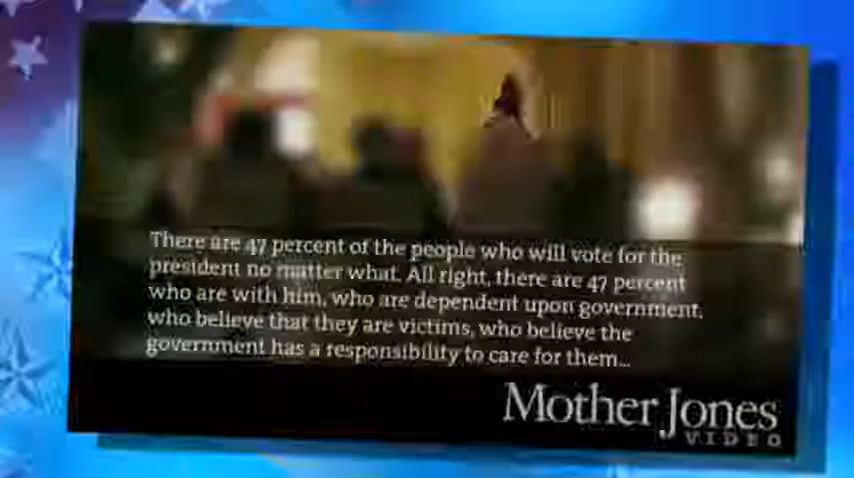 There are 47 percent of the people who will vote for the
president no matter what. All right, there are 47 percent
who are with him, who are dependent upon government,
who believe that they are victims, who believe the
government has a responsibility to care for them...
Mother Jones
VIDEO